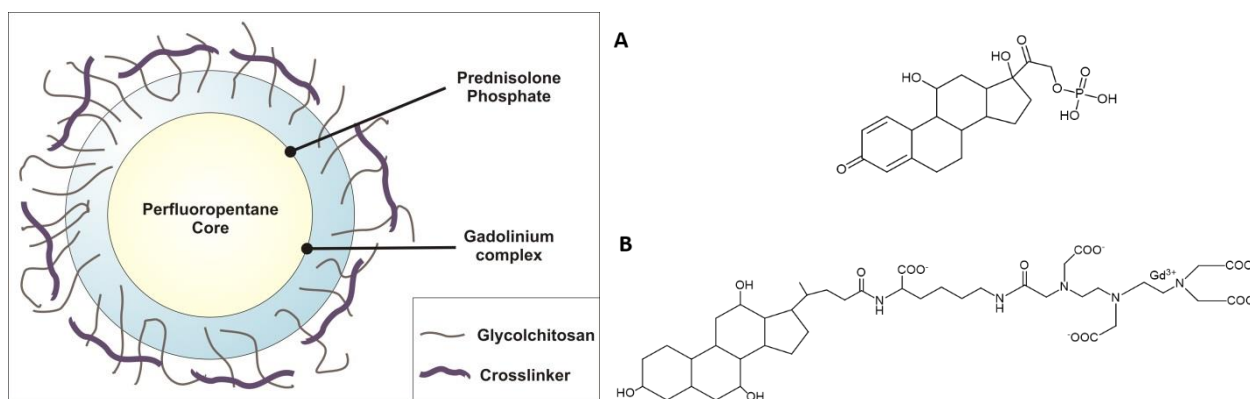 Prednisolone
Phosphate
Perfluoropentane
Core
Gadolinium
complex
Glycolchitosan
Crosslinker
A
O
HO
O
HO
O
P
OH
HO
O
B
OH
O
COO⁻
N
H
N
H
O
COO⁻
N
N
Gd³⁺
N
COO⁻
COO⁻
⁻OOC
HO
OH